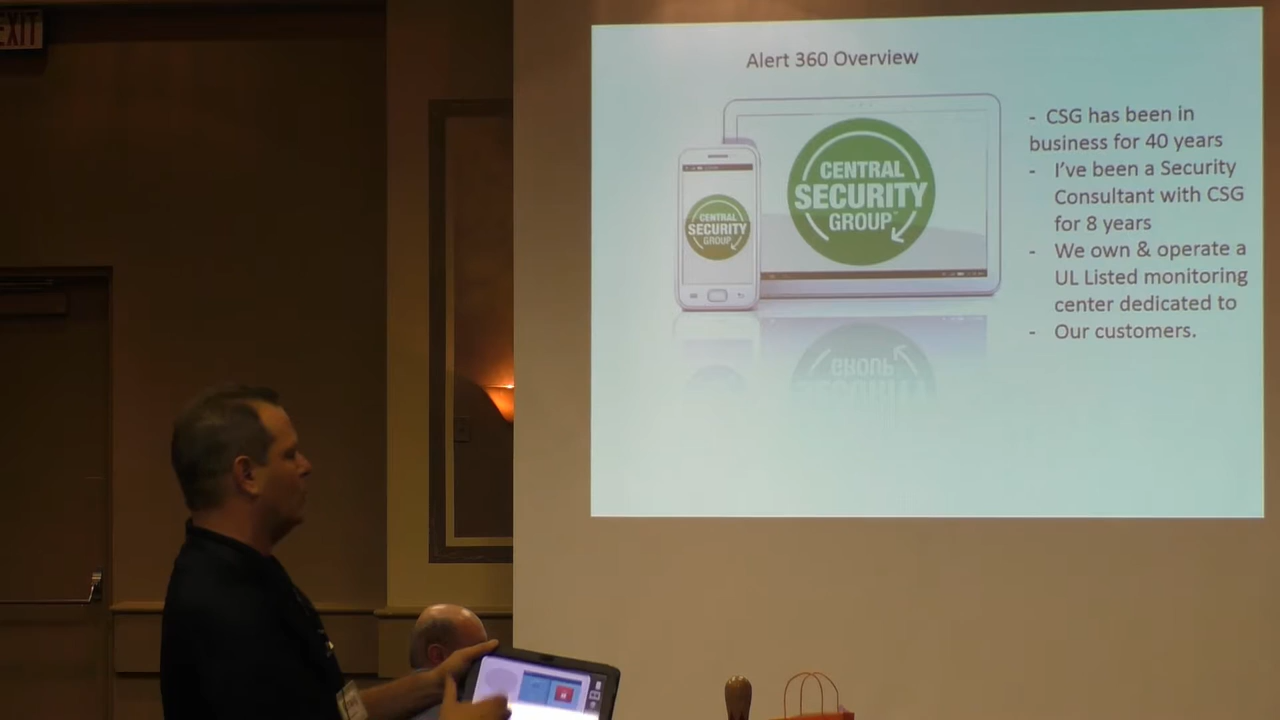 EXIT
Alert 360 Overview
CENTRAL
SECURITY
GROUP
CENTRAL
SECURITY
GROUP
- CSG has been in
business for 40 years
- I've been a Security
Consultant with CSG
for 8 years
- We own & operate a
UL Listed monitoring
center dedicated to
- Our customers.